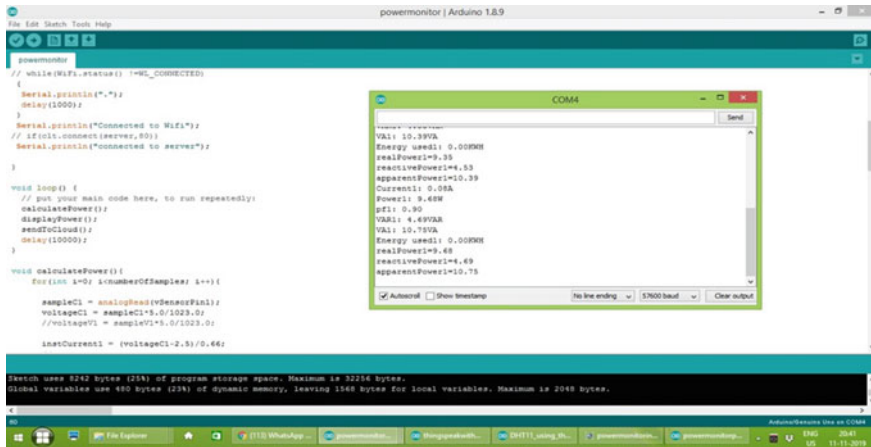 powermonitor | Arduino 1.8.9
File Edit Sketch Tools Help
powermonitor
// while(WiFi.status() !=WL_CONNECTED)
{
Serial.println(".");
delay(1000);
}
Serial.println("Connected to Wifi");
// if(clt.connect(server,80))
Serial.println("connected to server");
}
void loop() {
// put your main code here, to run repeatedly:
calculatePower();
displayPower();
sendToCloud();
delay(10000);
}
void calculatePower(){
for(int i=0; i<numberOfSamples; i++){
sampleC1 = analogRead(vSensorPin1);
voltageC1 = sampleC1*5.0/1023.0;
//voltageV1 = sampleV1*5.0/1023.0;
instCurrent1 = (voltageC1-2.5)/0.66;
COM4
Send
VA1: 10.39VA
Energy used1: 0.00KWH
realPower1=9.35
reactivePower1=4.53
apparentPower1=10.39
Current1: 0.08A
Power1: 9.68W
pf1: 0.90
VAR1: 4.69VAR
VA1: 10.75VA
Energy used1: 0.00KWH
realPower1=9.68
reactivePower1=4.69
apparentPower1=10.75
Autoscroll Show timestamp
No line ending 57600 baud Clear output
Sketch uses 8242 bytes (25%) of program storage space. Maximum is 32256 bytes.
Global variables use 480 bytes (23%) of dynamic memory, leaving 1568 bytes for local variables. Maximum is 2048 bytes.
80
Arduino/Genuino Uno on COM4
File Explorer
(113) WhatsApp ...
powermonitor...
thingspeakwith...
DHT11_using_th...
powermonitorin...
powermonitorp...
ENG
US
20:41
11-11-2019